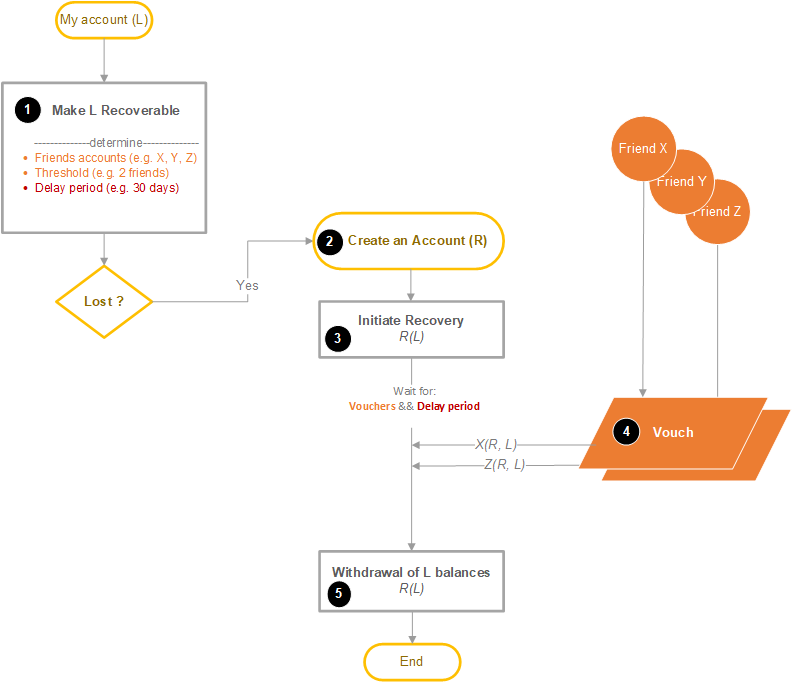 My account (L)
1 Make L Recoverable
--------------determine--------------
• Friends accounts (e.g. X, Y, Z)
• Threshold (e.g. 2 friends)
• Delay period (e.g. 30 days)
Lost ?
Yes
2 Create an Account (R)
Initiate Recovery
3 R(L)
Wait for:
Vouchers && Delay period
Friend X
Friend Y
Friend Z
4 Vouch
X(R, L)
Z(R, L)
Withdrawal of L balances
5 R(L)
End